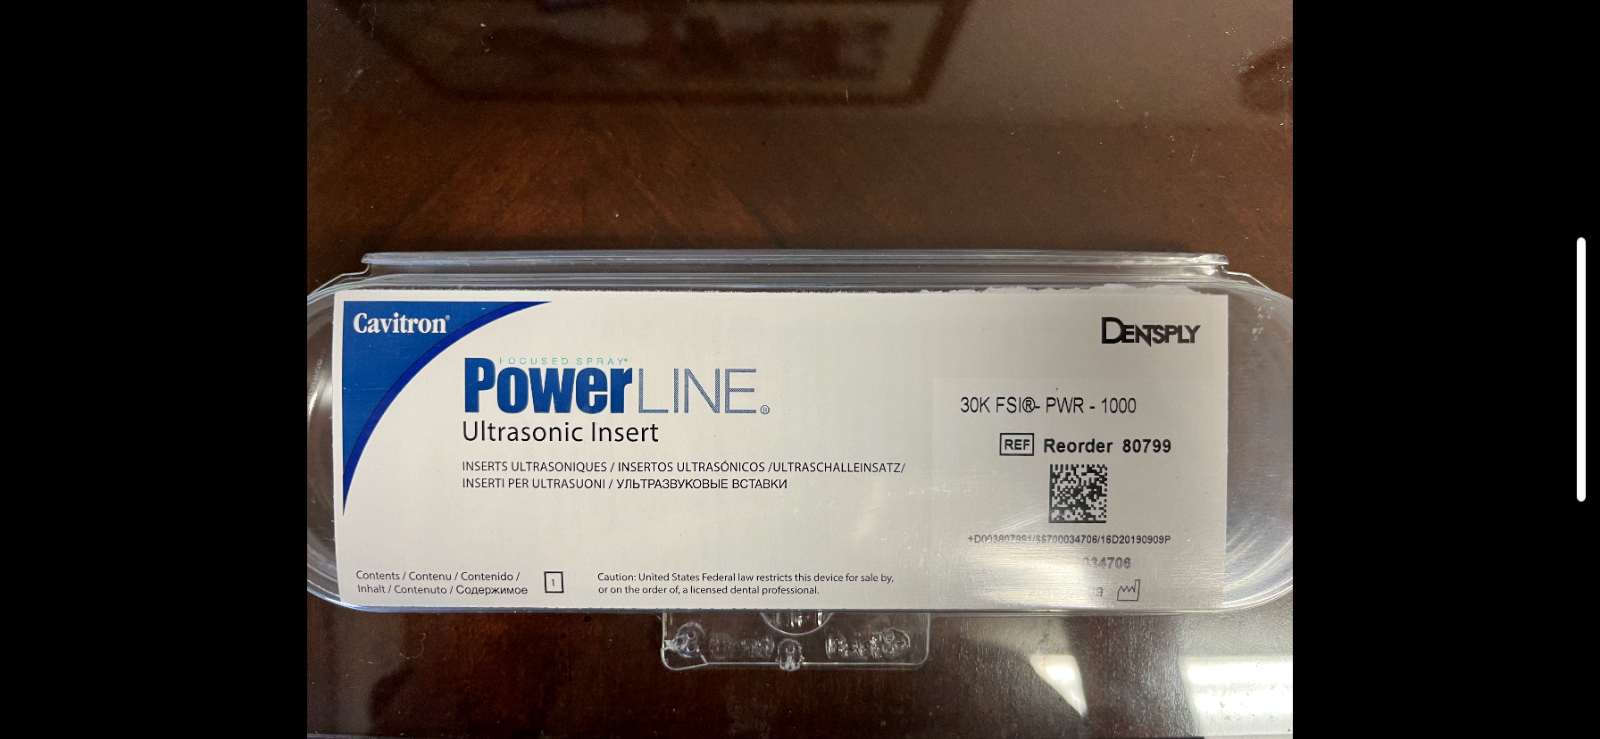 Cavitron®
DENTSPLY
FOCUSED SPRAY®
PowerLINE®
Ultrasonic Insert
INSERTS ULTRASONIQUES / INSERTOS ULTRASÓNICOS /ULTRASCHALLEINSATZ/
INSERTI PER ULTRASUONI / УЛЬТРАЗВУКОВЫЕ ВСТАВКИ
30K FSI®- PWR - 1000
REF Reorder 80799
034706
Contents / Contenu / Contenido /
Inhalt / Contenuto / Содержимое
1
Caution: United States Federal law restricts this device for sale by,
or on the order of, a licensed dental professional.